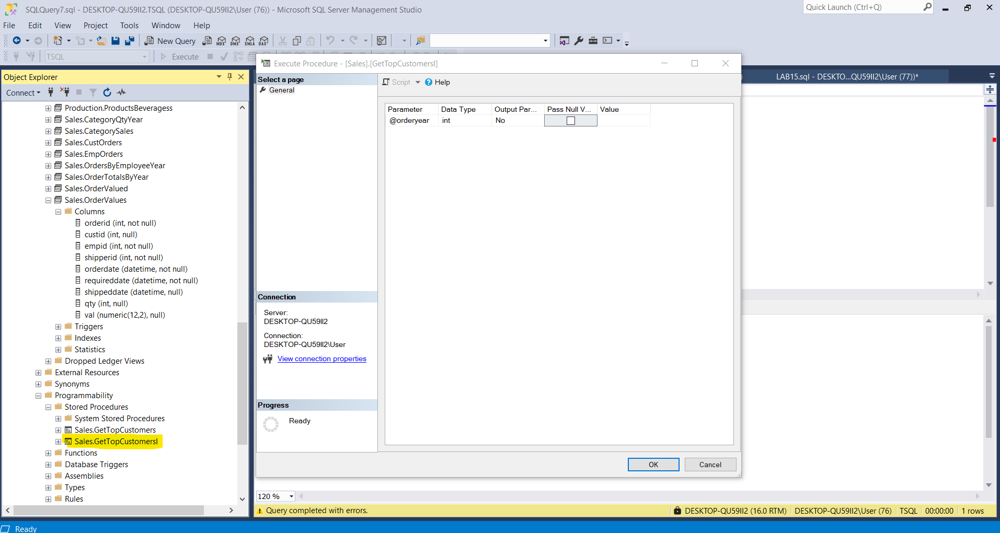 SQLQuery7.sql - DESKTOP-QU59II2.TSQL (DESKTOP-QU59II2\User (76)) - Microsoft SQL Server Management Studio
Quick Launch (Ctrl+Q)
File Edit View Project Tools Window Help
New Query MDX DMX XMLA DAX
TSQL Execute
Object Explorer
Connect
Production.ProductsBeveragess
Sales.CategoryQtyYear
Sales.CategorySales
Sales.CustOrders
Sales.EmpOrders
Sales.OrdersByEmployeeYear
Sales.OrderTotalsByYear
Sales.OrderValued
Sales.OrderValues
Columns
orderid (int, not null)
custid (int, null)
empid (int, not null)
shipperid (int, not null)
orderdate (datetime, not null)
requireddate (datetime, not null)
shippeddate (datetime, null)
qty (int, null)
val (numeric(12,2), null)
Triggers
Indexes
Statistics
Dropped Ledger Views
External Resources
Synonyms
Programmability
Stored Procedures
System Stored Procedures
Sales.GetTopCustomers
Sales.GetTopCustomersI
Functions
Database Triggers
Assemblies
Types
Rules
Execute Procedure - [Sales].[GetTopCustomersI]
Select a page
General
Script Help
Parameter Data Type Output Par... Pass Null V... Value
@orderyear int No
Connection
Server:
DESKTOP-QU59II2
Connection:
DESKTOP-QU59II2\User
View connection properties
Progress
Ready
OK Cancel
LAB15.sql - DESKTO...QU59II2\User (77))*
120 %
Query completed with errors. DESKTOP-QU59II2 (16.0 RTM) DESKTOP-QU59II2\User (76) TSQL 00:00:00 1 rows
Ready